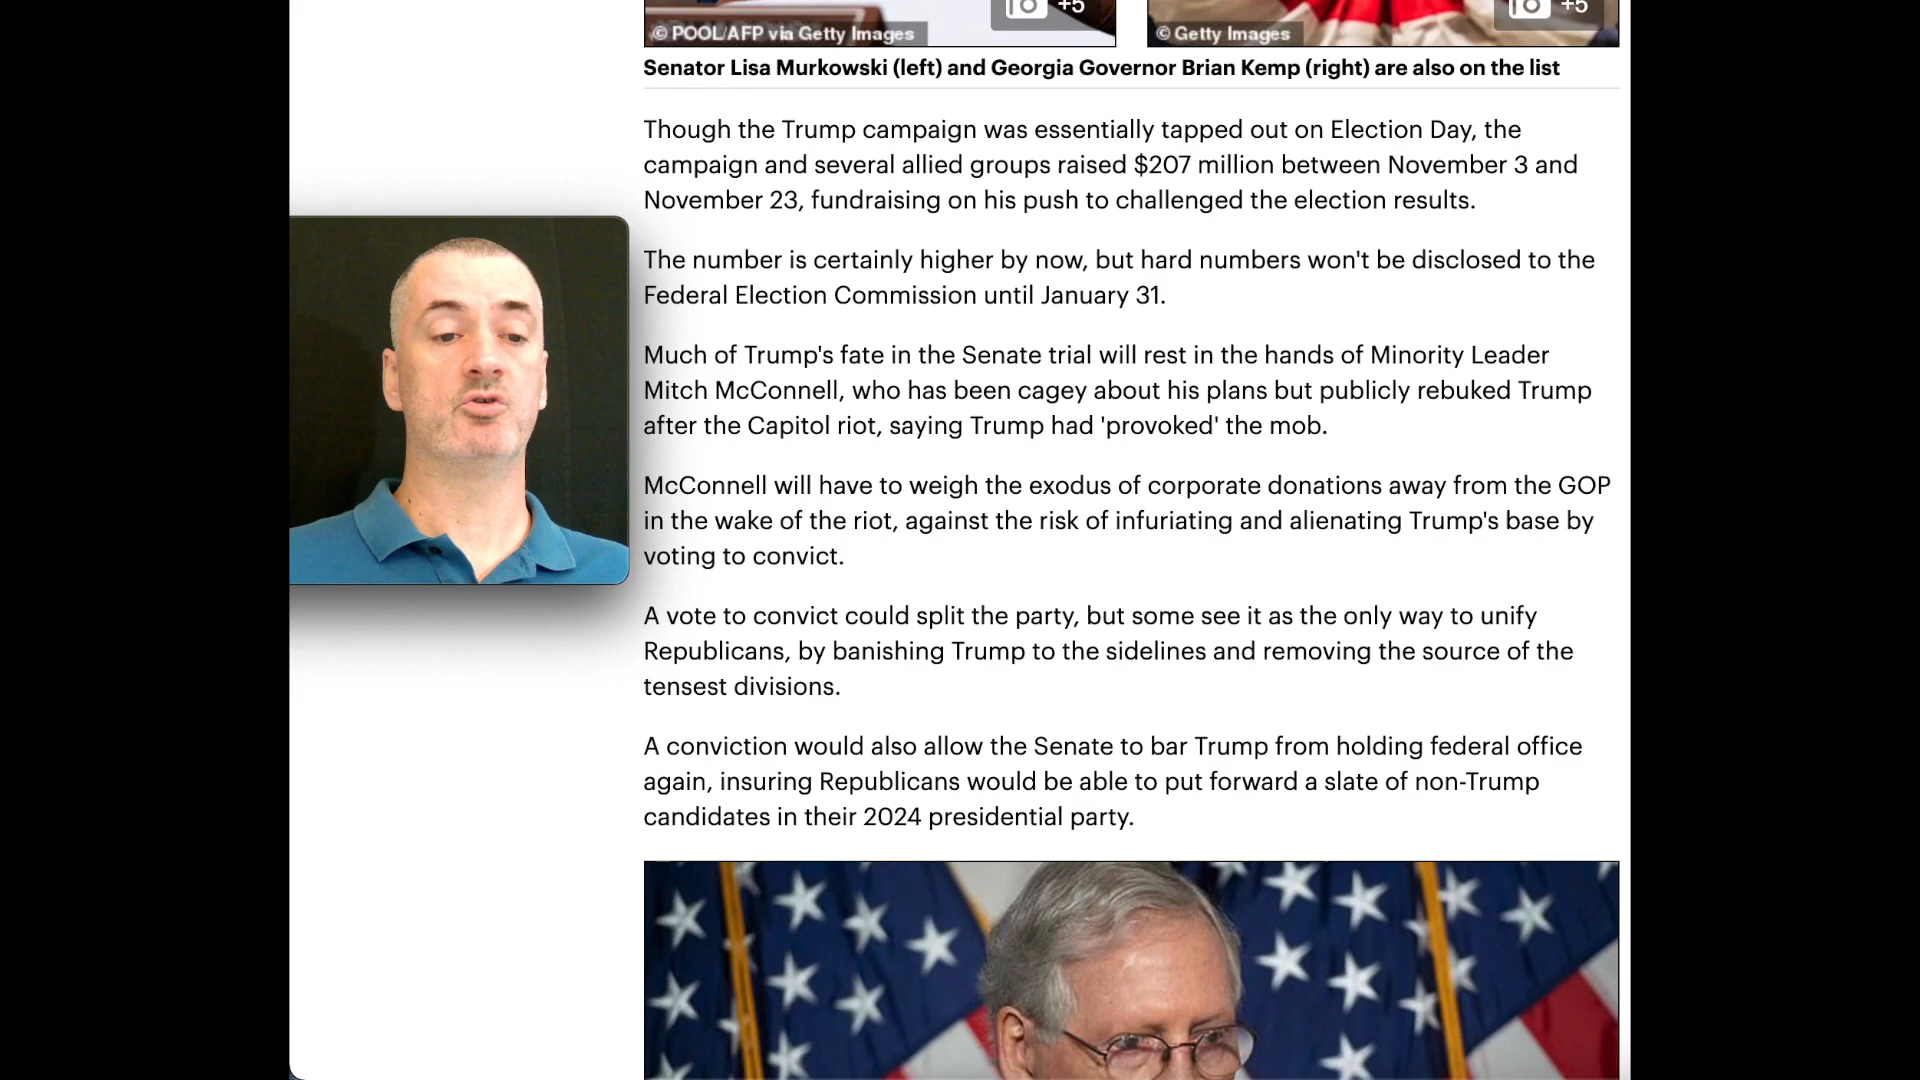 +5
+5
© POOL/AFP via Getty Images
© Getty Images
Senator Lisa Murkowski (left) and Georgia Governor Brian Kemp (right) are also on the list
Though the Trump campaign was essentially tapped out on Election Day, the
campaign and several allied groups raised $207 million between November 3 and
November 23, fundraising on his push to challenged the election results.
The number is certainly higher by now, but hard numbers won't be disclosed to the
Federal Election Commission until January 31.
Much of Trump's fate in the Senate trial will rest in the hands of Minority Leader
Mitch McConnell, who has been cagey about his plans but publicly rebuked Trump
after the Capitol riot, saying Trump had 'provoked' the mob.
McConnell will have to weigh the exodus of corporate donations away from the GOP
in the wake of the riot, against the risk of infuriating and alienating Trump's base by
voting to convict.
A vote to convict could split the party, but some see it as the only way to unify
Republicans, by banishing Trump to the sidelines and removing the source of the
tensest divisions.
A conviction would also allow the Senate to bar Trump from holding federal office
again, insuring Republicans would be able to put forward a slate of non-Trump
candidates in their 2024 presidential party.